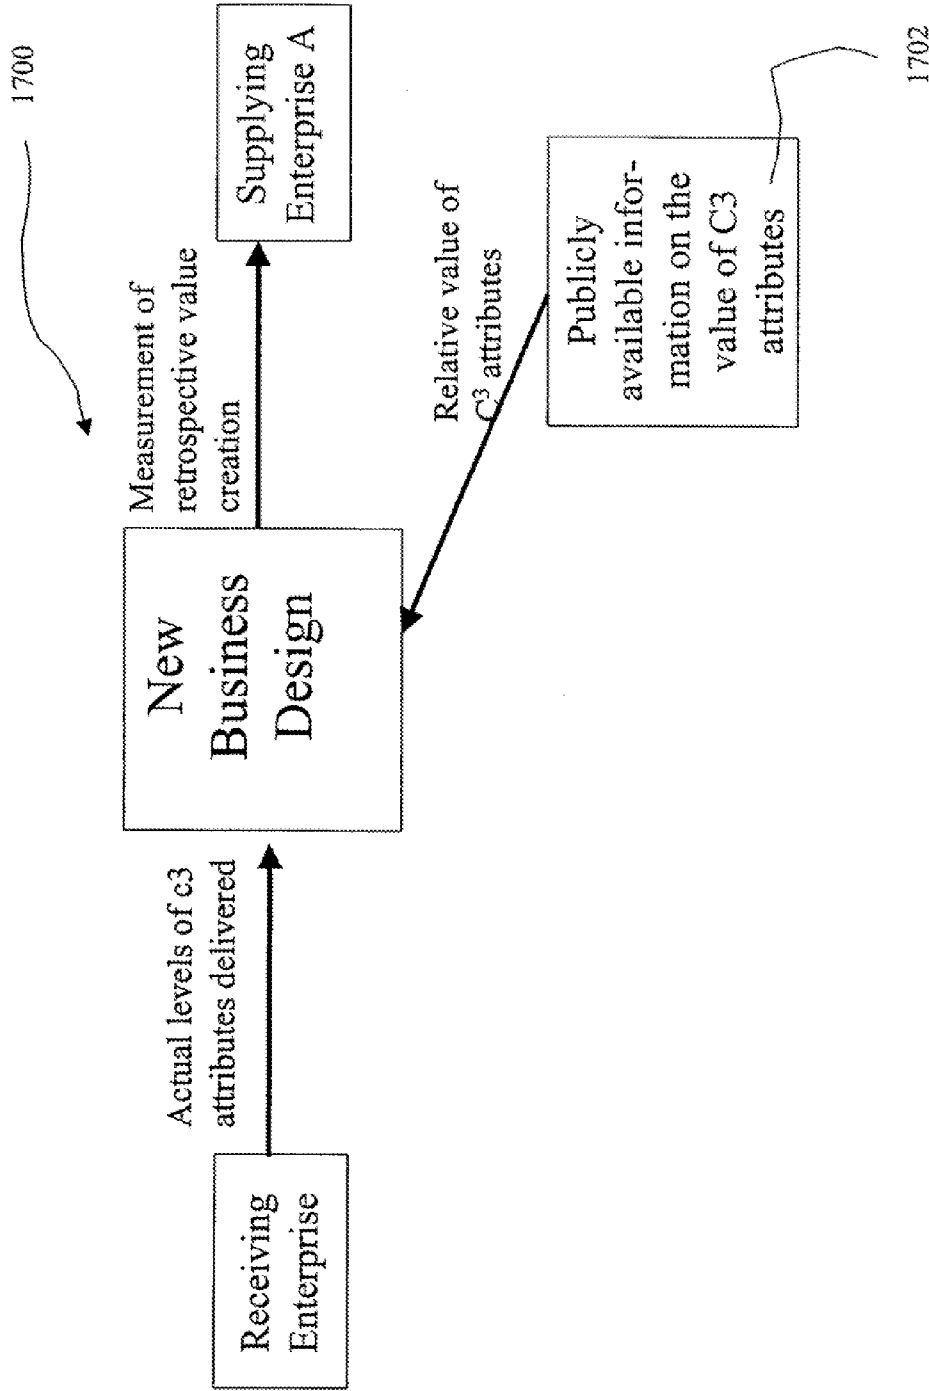 1700
Receiving
Enterprise
Actual levels of c3
attributes delivered
New
Business
Design
Measurement of
retrospective value
creation
Supplying
Enterprise A
Relative value of
C³ attributes
Publicly
available infor-
mation on the
value of C3
attributes
1702